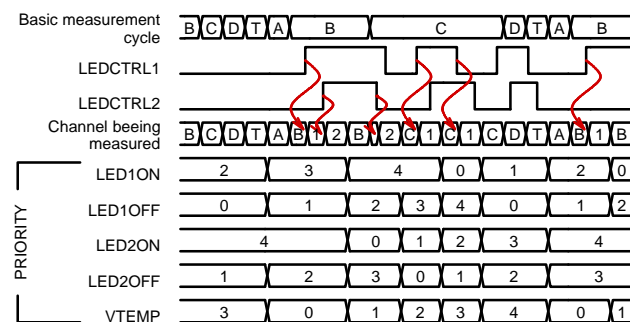 Basic measurement cycle B C D T A B C D T A B
LEDCTRL1
LEDCTRL2
Channel beeing measured B C D T A B 1 2 B 2 C 1 C 1 C D T A B 1 B
PRIORITY
LED1ON 2 3 4 0 1 2 0
LED1OFF 0 1 2 3 4 0 1 2
LED2ON 4 0 1 2 3 4
LED2OFF 1 2 3 0 1 2 3
VTEMP 3 0 1 2 3 4 0 1